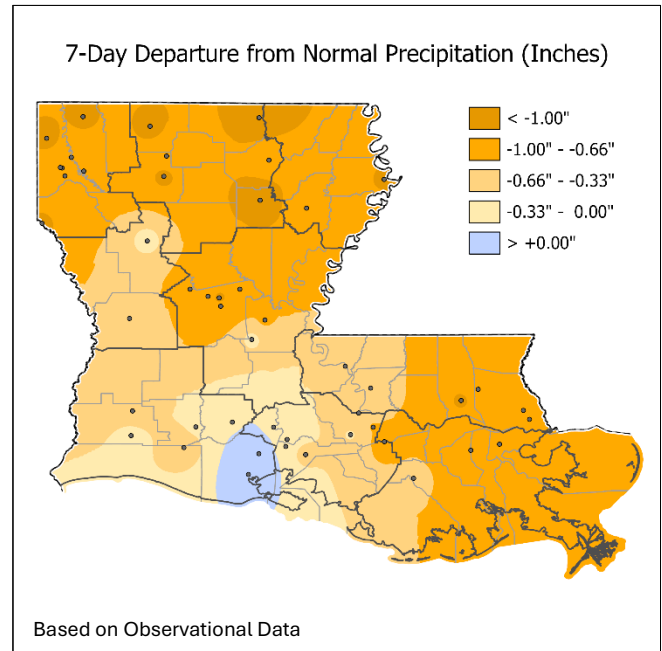 7-Day Departure from Normal Precipitation (Inches)
< -1.00"
-1.00" - -0.66"
-0.66" - -0.33"
-0.33" - 0.00"
> +0.00"
Based on Observational Data